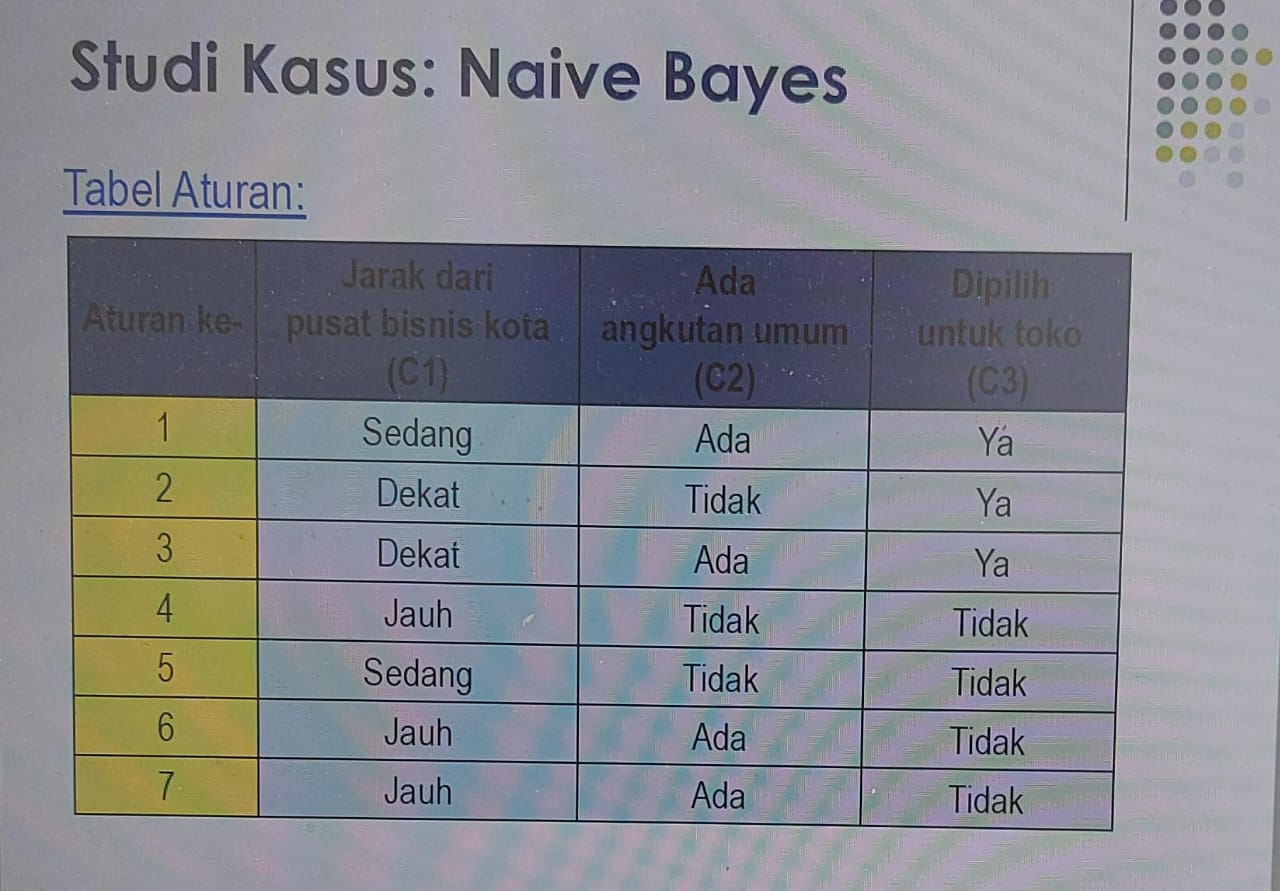 Studi Kasus: Naive Bayes
Tabel Aturan:
Aturan ke- Jarak dari pusat bisnis kota (C1) Ada angkutan umum (C2) Dipilih untuk toko (C3)
1 Sedang Ada Ya
2 Dekat Tidak Ya
3 Dekat Ada Ya
4 Jauh Tidak Tidak
5 Sedang Tidak Tidak
6 Jauh Ada Tidak
7 Jauh Ada Tidak